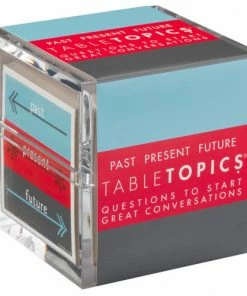 past
present
future
PAST PRESENT FUTURE
TABLETOPICS®
QUESTIONS TO START
GREAT CONVERSATIONS